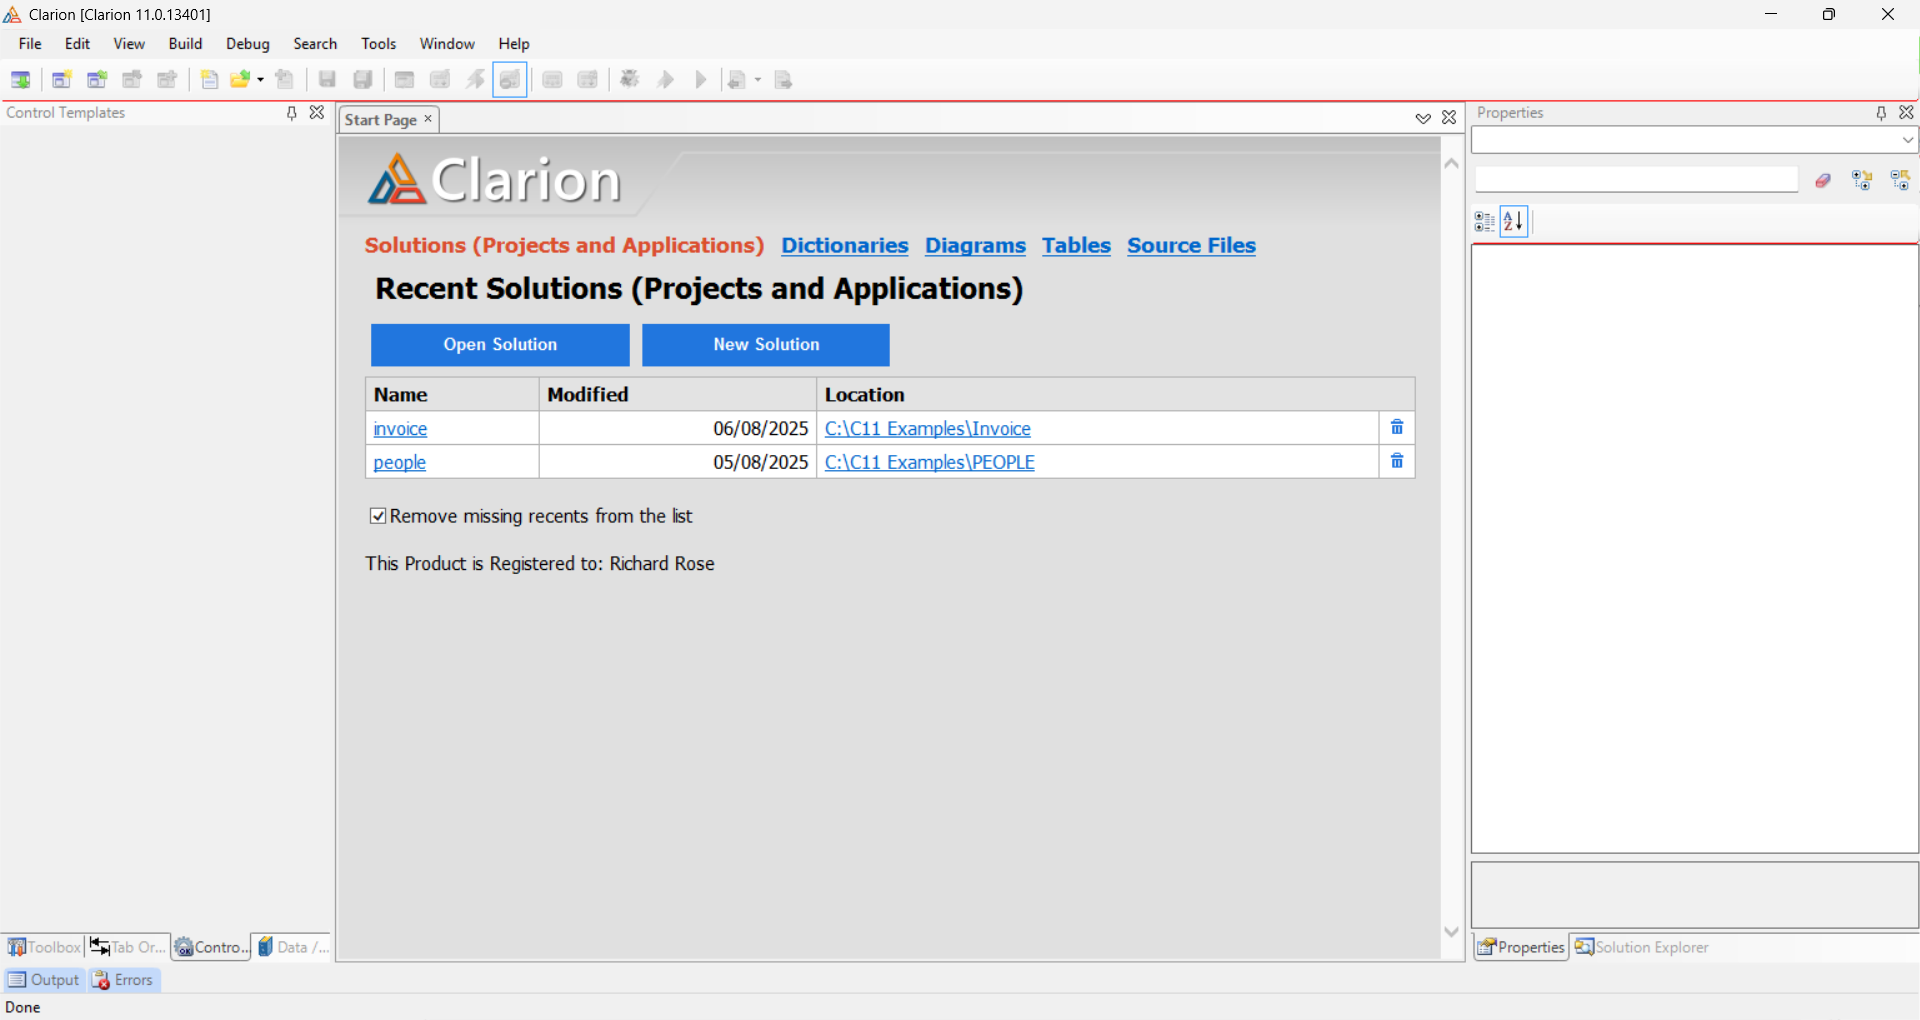 Clarion [Clarion 11.0.13401]
File Edit View Build Debug Search Tools Window Help
Control Templates
Start Page
Properties
Clarion
Solutions (Projects and Applications) Dictionaries Diagrams Tables Source Files
Recent Solutions (Projects and Applications)
Open Solution New Solution
Name Modified Location
invoice 06/08/2025 C:\C11 Examples\Invoice
people 05/08/2025 C:\C11 Examples\PEOPLE
Remove missing recents from the list
This Product is Registered to: Richard Rose
Toolbox Tab Or... Contro... Data /...
Properties Solution Explorer
Output Errors
Done